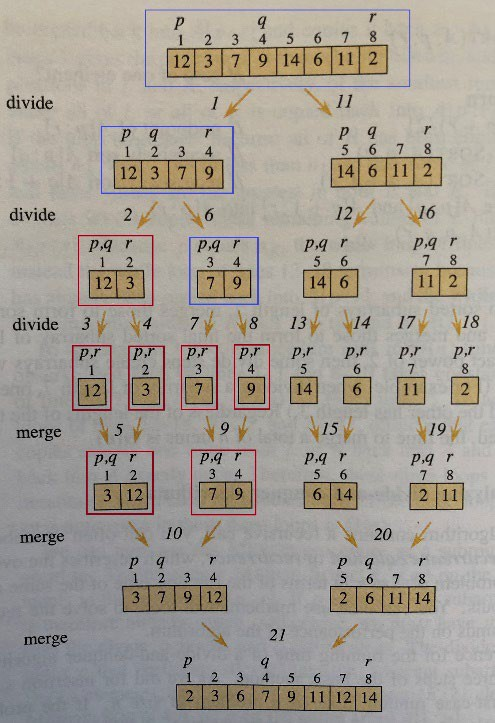 p q r
1 2 3 4 5 6 7 8
12 3 7 9 14 6 11 2
divide 1 11
p q r p q r
1 2 3 4 5 6 7 8
12 3 7 9 14 6 11 2
divide 2 6 12 16
p,q r p,q r p,q r p,q r
1 2 3 4 5 6 7 8
12 3 7 9 14 6 11 2
divide 3 4 7 8 13 14 17 18
p,r p,r p,r p,r p,r p,r p,r p,r
1 2 3 4 5 6 7 8
12 3 7 9 14 6 11 2
merge 5 9 15 19
p,q r p,q r p,q r p,q r
1 2 3 4 5 6 7 8
3 12 7 9 6 14 2 11
merge 10 20
p q r p q r
1 2 3 4 5 6 7 8
3 7 9 12 2 6 11 14
merge 21
p q r
1 2 3 4 5 6 7 8
2 3 6 7 9 11 12 14